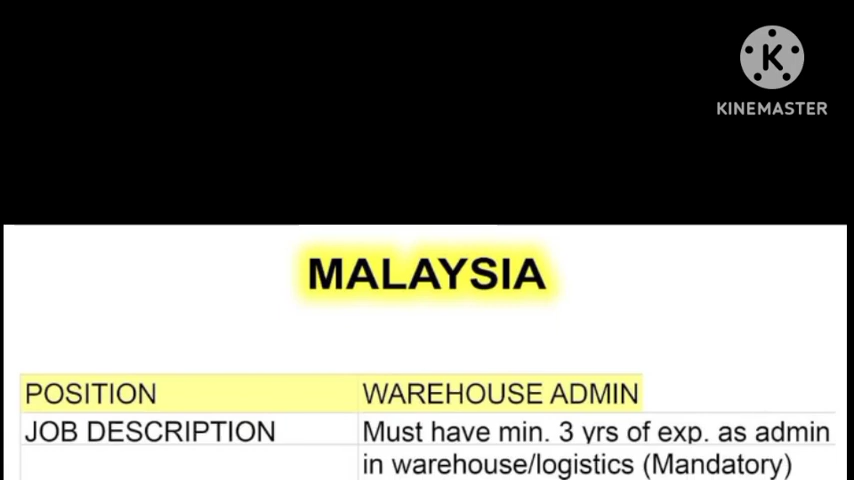 K
KINEMASTER
MALAYSIA
POSITION WAREHOUSE ADMIN
JOB DESCRIPTION Must have min. 3 yrs of exp. as admin
in warehouse/logistics (Mandatory)